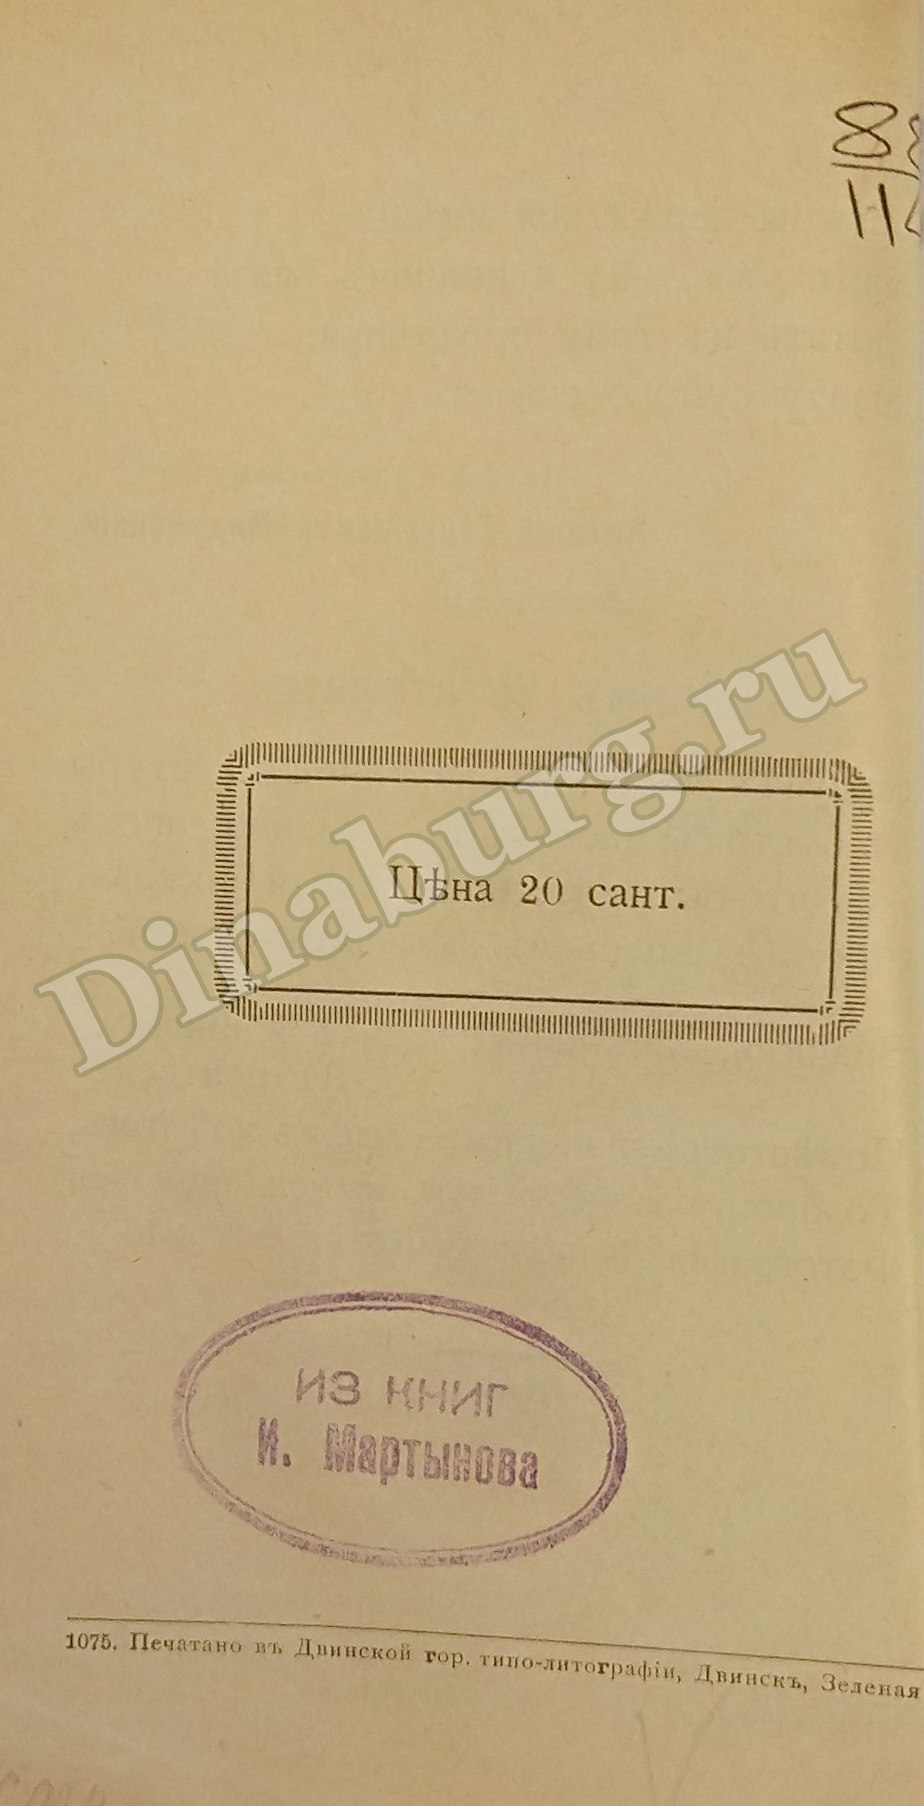 8
11
Dinaburg.ru
Цѣна 20 сант.
ИЗ КНИГ
И. Мартынова
1075. Печатано въ Двинской гор. типо-литографіи, Двинскъ, Зеленая